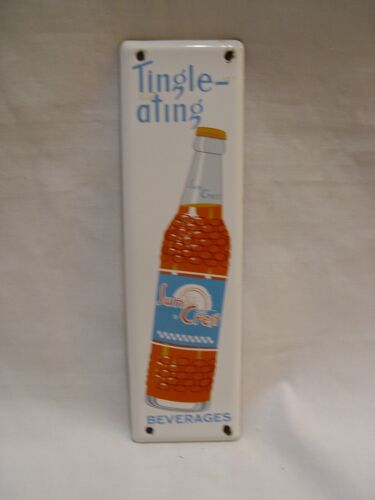 Tingle-
ating
Sun
Crest
Sun
Crest
BEVERAGES